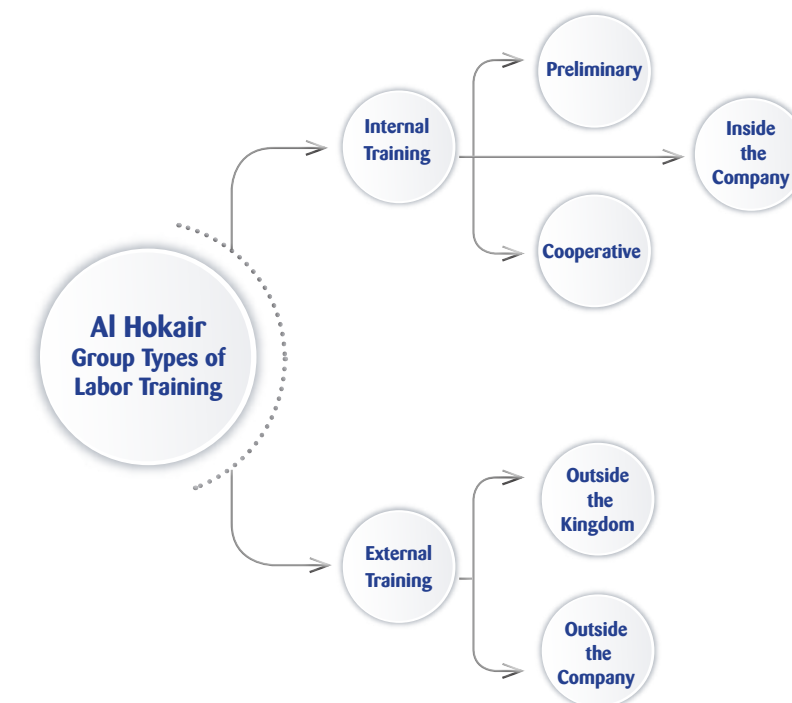 Al Hokair
Group Types of
Labor Training
Internal
Training
Preliminary
Inside
the
Company
Cooperative
External
Training
Outside
the
Kingdom
Outside
the
Company